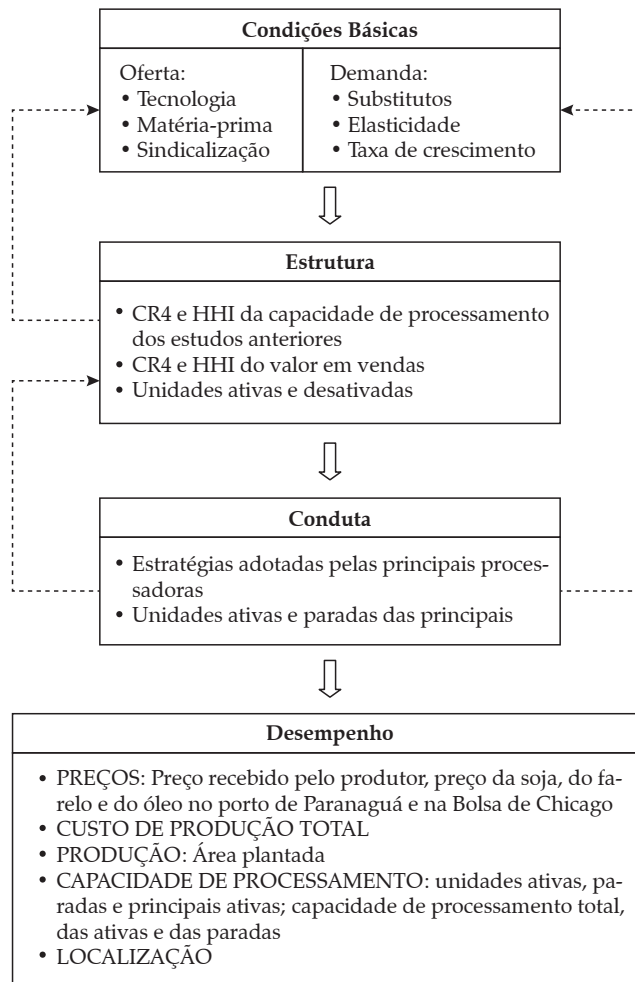 Condições Básicas
Oferta:
• Tecnologia
• Matéria-prima
• Sindicalização
Demanda:
• Substitutos
• Elasticidade
• Taxa de crescimento
Estrutura
• CR4 e HHI da capacidade de processamento
dos estudos anteriores
• CR4 e HHI do valor em vendas
• Unidades ativas e desativadas
Conduta
• Estratégias adotadas pelas principais proces-
sadoras
• Unidades ativas e paradas das principais
Desempenho
• PREÇOS: Preço recebido pelo produtor, preço da soja, do fa-
relo e do óleo no porto de Paranaguá e na Bolsa de Chicago
• CUSTO DE PRODUÇÃO TOTAL
• PRODUÇÃO: Área plantada
• CAPACIDADE DE PROCESSAMENTO: unidades ativas, pa-
radas e principais ativas; capacidade de processamento total,
das ativas e das paradas
• LOCALIZAÇÃO